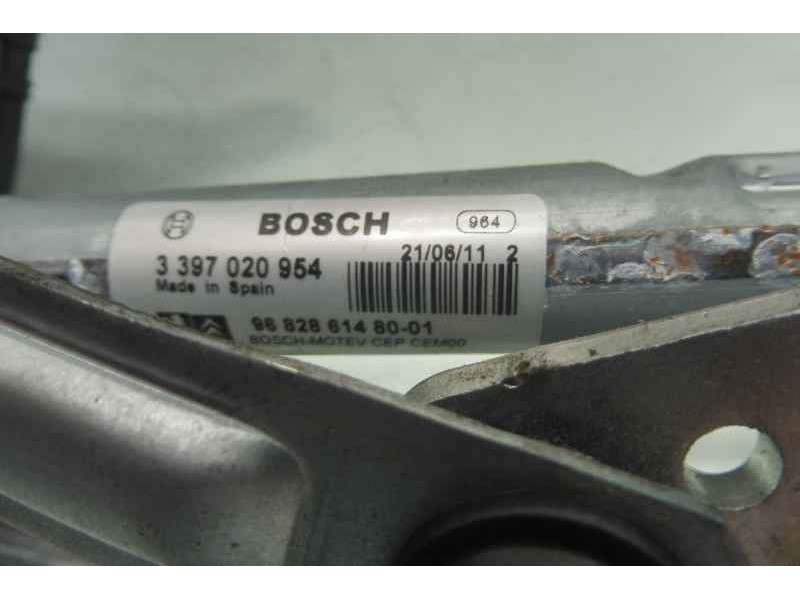 BOSCH 964
3 397 020 954 21/06/11 2
Made in Spain
96 828 614 80-01
BOSCH-MOTEV CEP CEM00